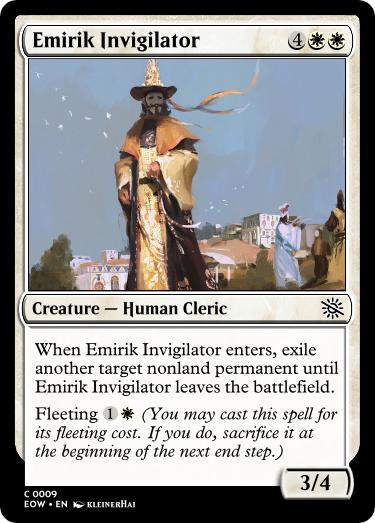 Emirik Invigilator 4
Creature — Human Cleric
When Emirik Invigilator enters, exile
another target nonland permanent until
Emirik Invigilator leaves the battlefield.
Fleeting 1 (You may cast this spell for
its fleeting cost. If you do, sacrifice it at
the beginning of the next end step.)
3/4
C 0009
EOW • EN KLEINERHAI